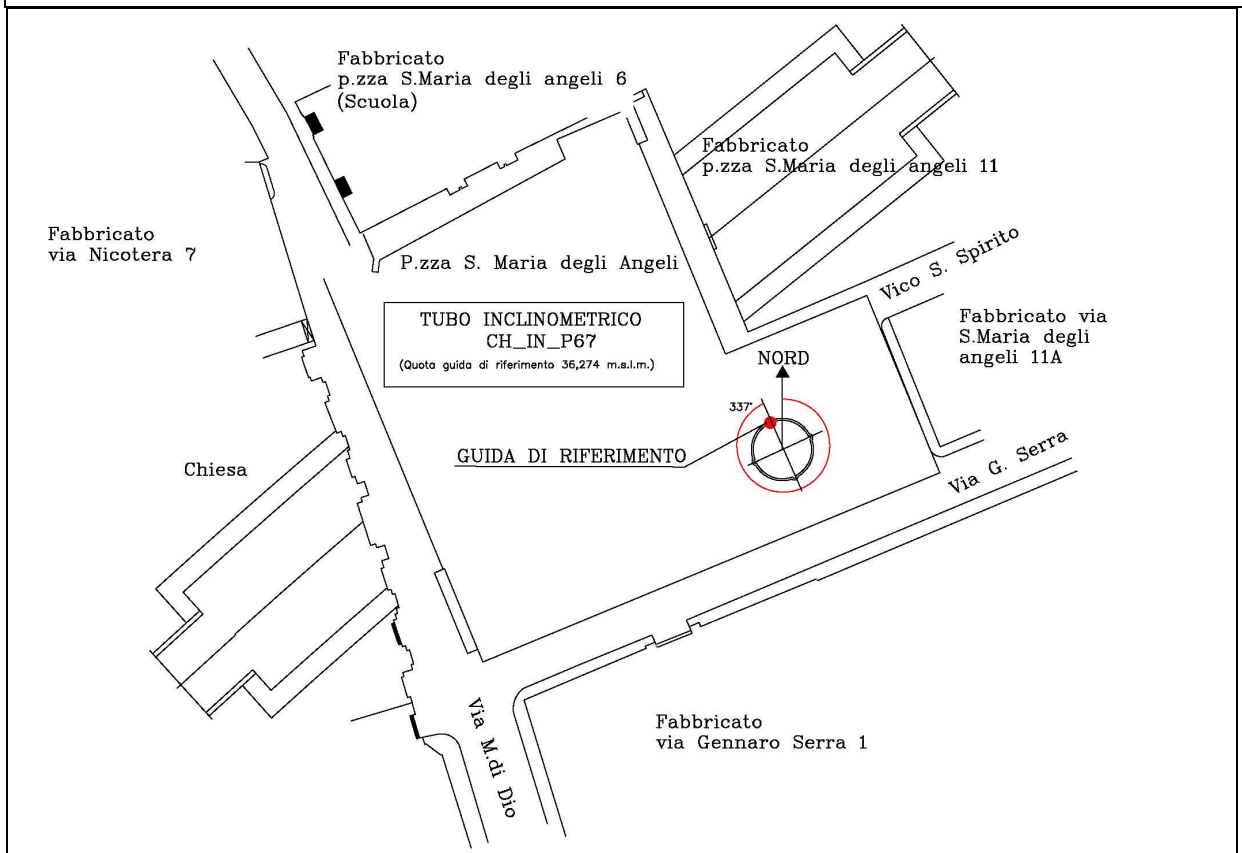 Fabbricato
p.zza S.Maria degli angeli 6
(Scuola)
Fabbricato
p.zza S.Maria degli angeli 11
Fabbricato
via Nicotera 7
P.zza S. Maria degli Angeli
Vico S. Spirito
TUBO INCLINOMETRICO
CH_IN_P67
(Quota guida di riferimento 36,274 m.s.l.m.)
Fabbricato via
S.Maria degli
angeli 11A
NORD
337°
GUIDA DI RIFERIMENTO
Chiesa
Via G. Serra
Via M.di Dio
Fabbricato
via Gennaro Serra 1